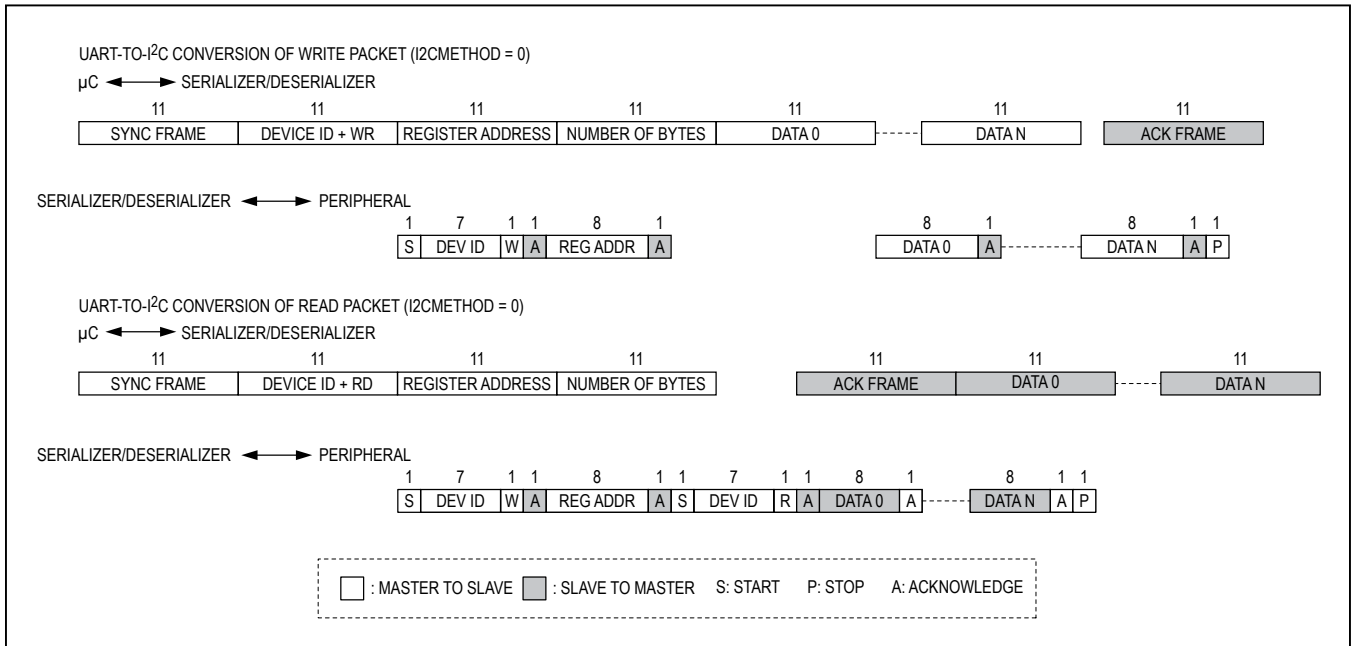 UART-TO-I2C CONVERSION OF WRITE PACKET (I2CMETHOD = 0)
µC SERIALIZER/DESERIALIZER
11 11 11 11 11 11 11
SYNC FRAME DEVICE ID + WR REGISTER ADDRESS NUMBER OF BYTES DATA 0 DATA N ACK FRAME
SERIALIZER/DESERIALIZER PERIPHERAL
1 7 1 1 8 1 8 1 8 1 1
S DEV ID W A REG ADDR A DATA 0 A DATA N A P
UART-TO-I2C CONVERSION OF READ PACKET (I2CMETHOD = 0)
µC SERIALIZER/DESERIALIZER
11 11 11 11 11 11 11
SYNC FRAME DEVICE ID + RD REGISTER ADDRESS NUMBER OF BYTES ACK FRAME DATA 0 DATA N
SERIALIZER/DESERIALIZER PERIPHERAL
1 7 1 1 8 1 1 7 1 1 8 1 8 1 1
S DEV ID W A REG ADDR A S DEV ID R A DATA 0 A DATA N A P
: MASTER TO SLAVE : SLAVE TO MASTER S: START P: STOP A: ACKNOWLEDGE